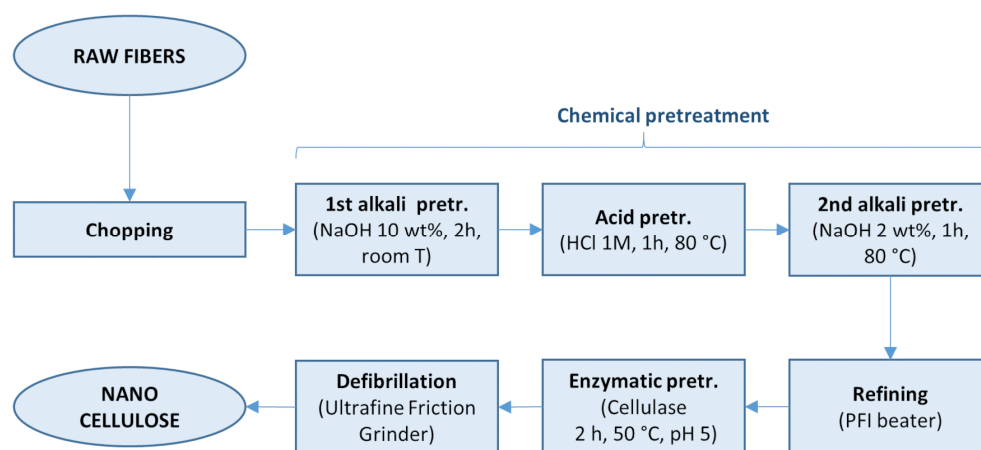 RAW FIBERS
Chemical pretreatment
Chopping
1st alkali pretr.
(NaOH 10 wt%, 2h,
room T)
Acid pretr.
(HCl 1M, 1h, 80 °C)
2nd alkali pretr.
(NaOH 2 wt%, 1h,
80 °C)
NANO
CELLULOSE
Defibrillation
(Ultrafine Friction
Grinder)
Enzymatic pretr.
(Cellulase
2 h, 50 °C, pH 5)
Refining
(PFI beater)